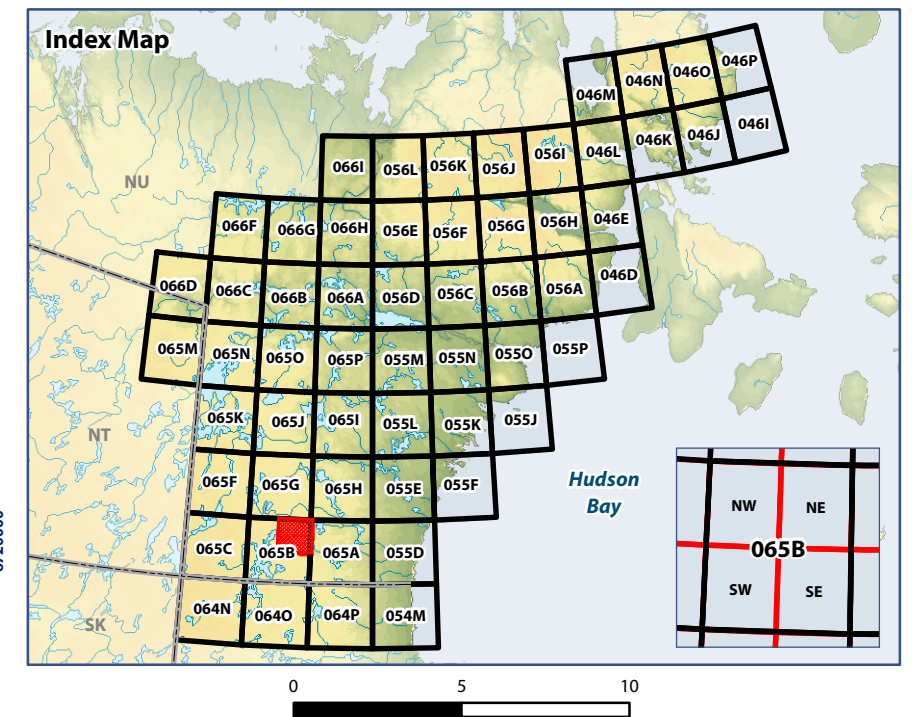 Index Map
046M 046N 046O 046P
066I 056L 056K 056J 056I 046L 046K 046J 046I
NU
066F 066G 066H 056E 056F 056G 056H 046E
066D 066C 066B 066A 056D 056C 056B 056A 046D
065M 065N 065O 065P 055M 055N 055O 055P
NT
065K 065J 065I 055L 055K 055J
065F 065G 065H 055E 055F
Hudson
Bay
065C 065B 065A 055D
064N 064O 064P 054M
SK
NW NE
065B
SW SE
0 5 10